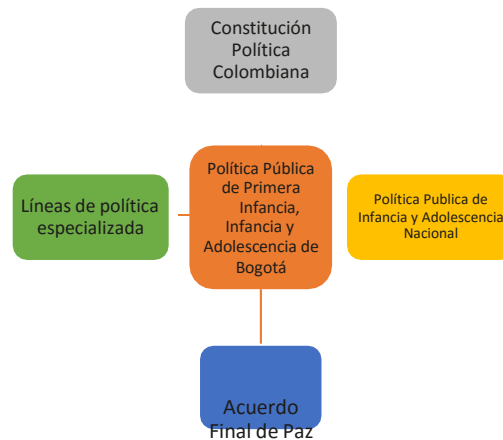 Constitución
Política
Colombiana
Líneas de política
especializada
Política Pública
de Primera
Infancia,
Infancia y
Adolescencia de
Bogotá
Política Publica de
Infancia y Adolescencia
Nacional
Acuerdo
Final de Paz